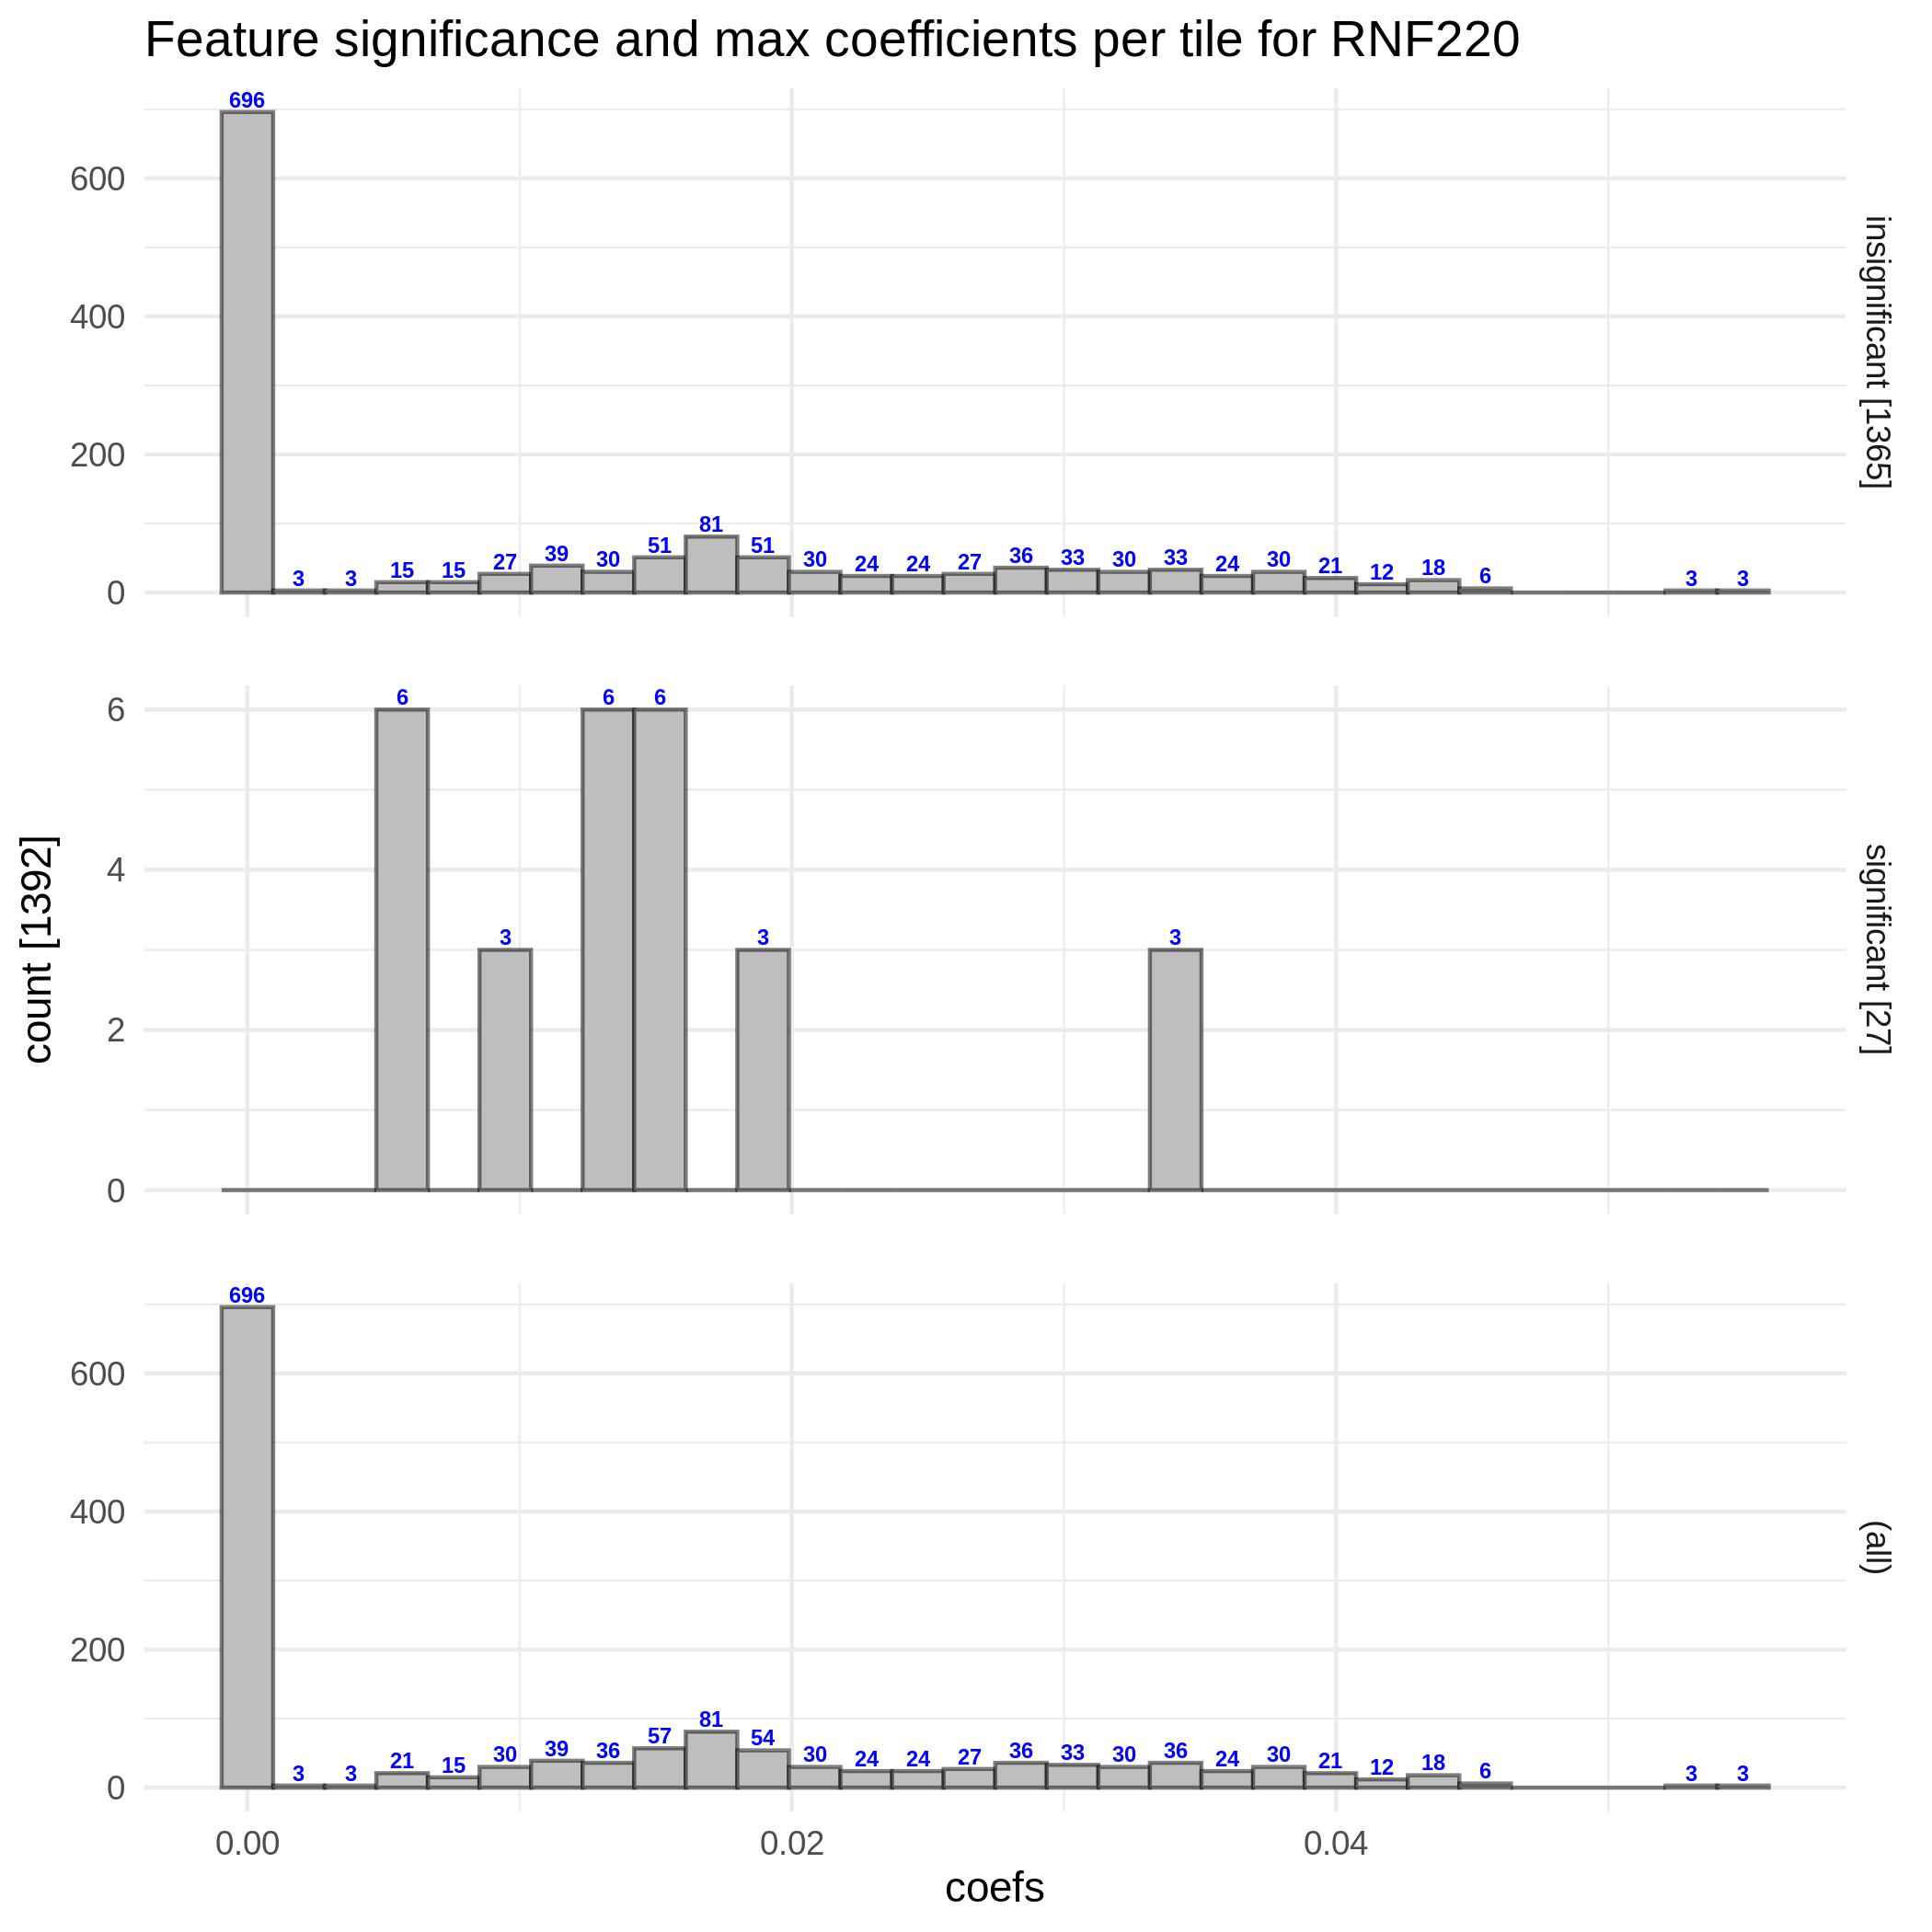 Feature significance and max coefficients per tile for RNF220
696
600
400
200
0
3 3 15 15 27 39 30 51 81 51 30 24 24 27 36 33 30 33 24 30 21 12 18 6 3 3
insignificant [1365]
count [1392]
6
4
2
0
6 3 6 6 3 3
significant [27]
696
600
400
200
0
3 3 21 15 30 39 36 57 81 54 30 24 24 27 36 33 30 36 24 30 21 12 18 6 3 3
(all)
0.00 0.02 0.04
coefs